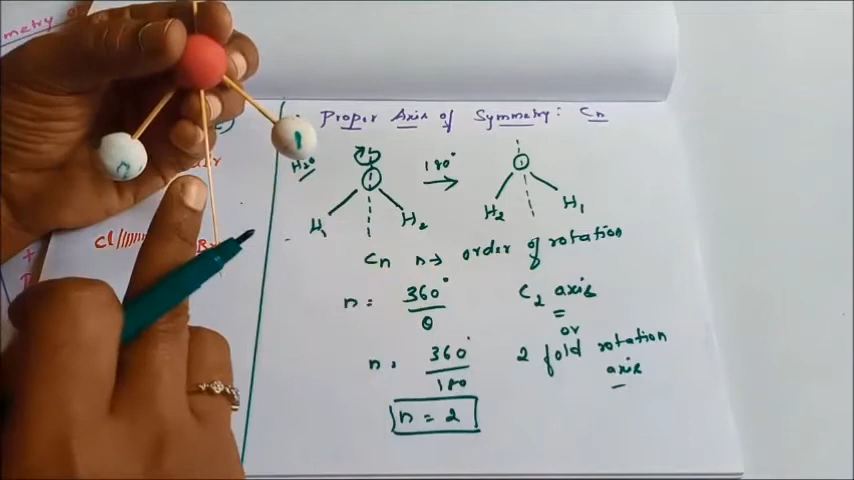 Proper Axis of Symmetry: Cn
H₂O
180°
H₁ H₂ H₂ H₁
Cn n → order of rotation
n = 360° / θ
C₂ axis
=
or
n = 360° / 180
2 fold rotation
axis
n = 2